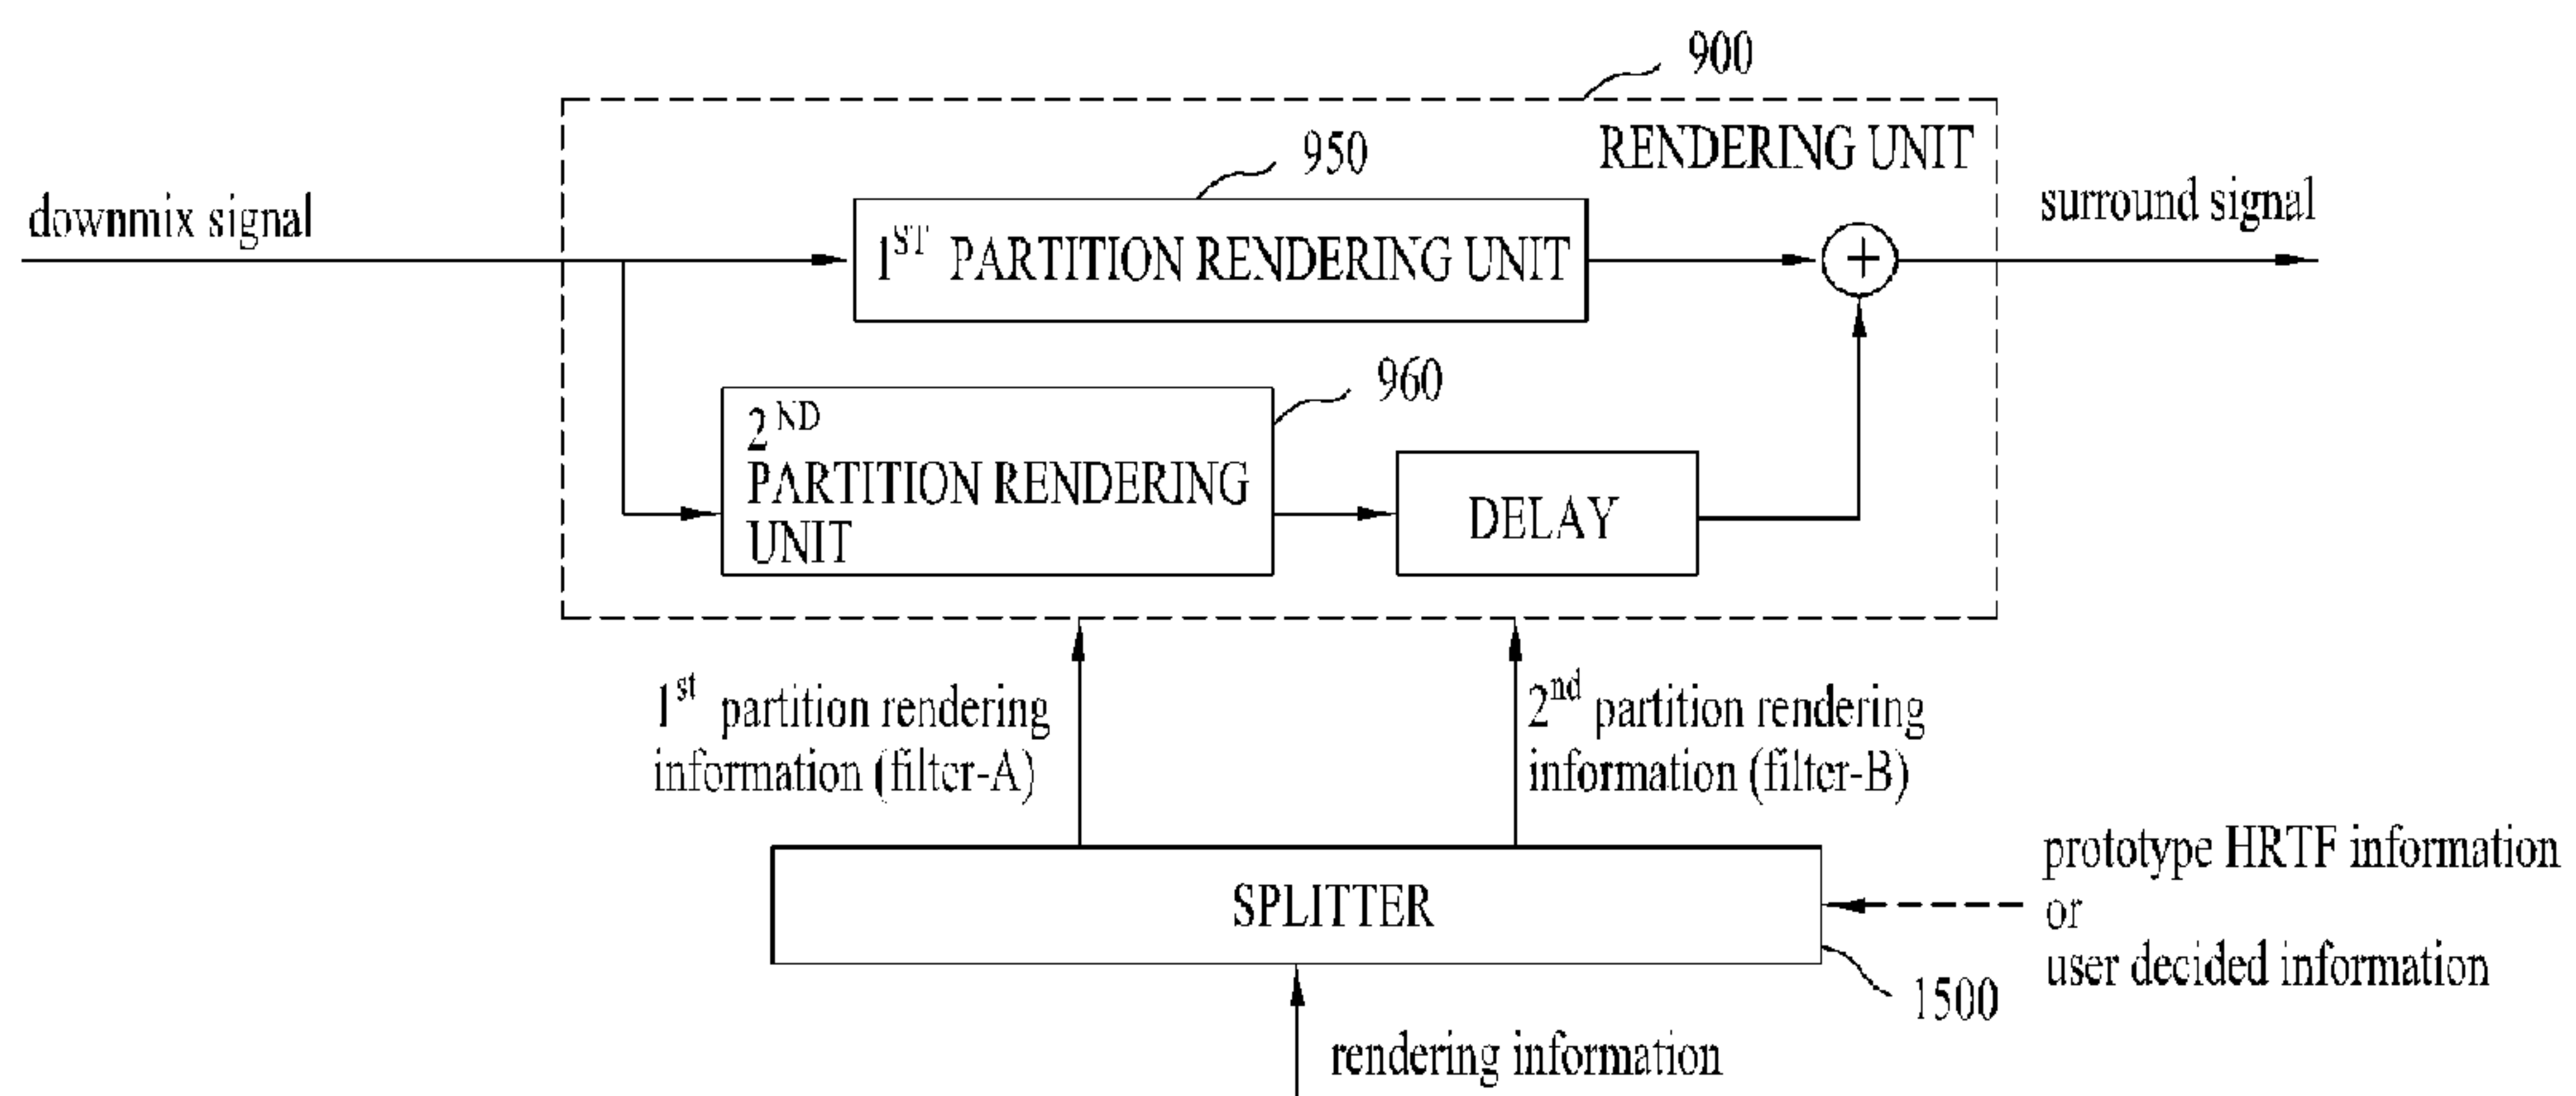 900
RENDERING UNIT
950
downmix signal
surround signal
1ST PARTITION RENDERING UNIT
+
960
2ND
PARTITION RENDERING
UNIT
DELAY
1st partition rendering
information (filter-A)
2nd partition rendering
information (filter-B)
SPLITTER
prototype HRTF information
or
user decided information
1500
rendering information